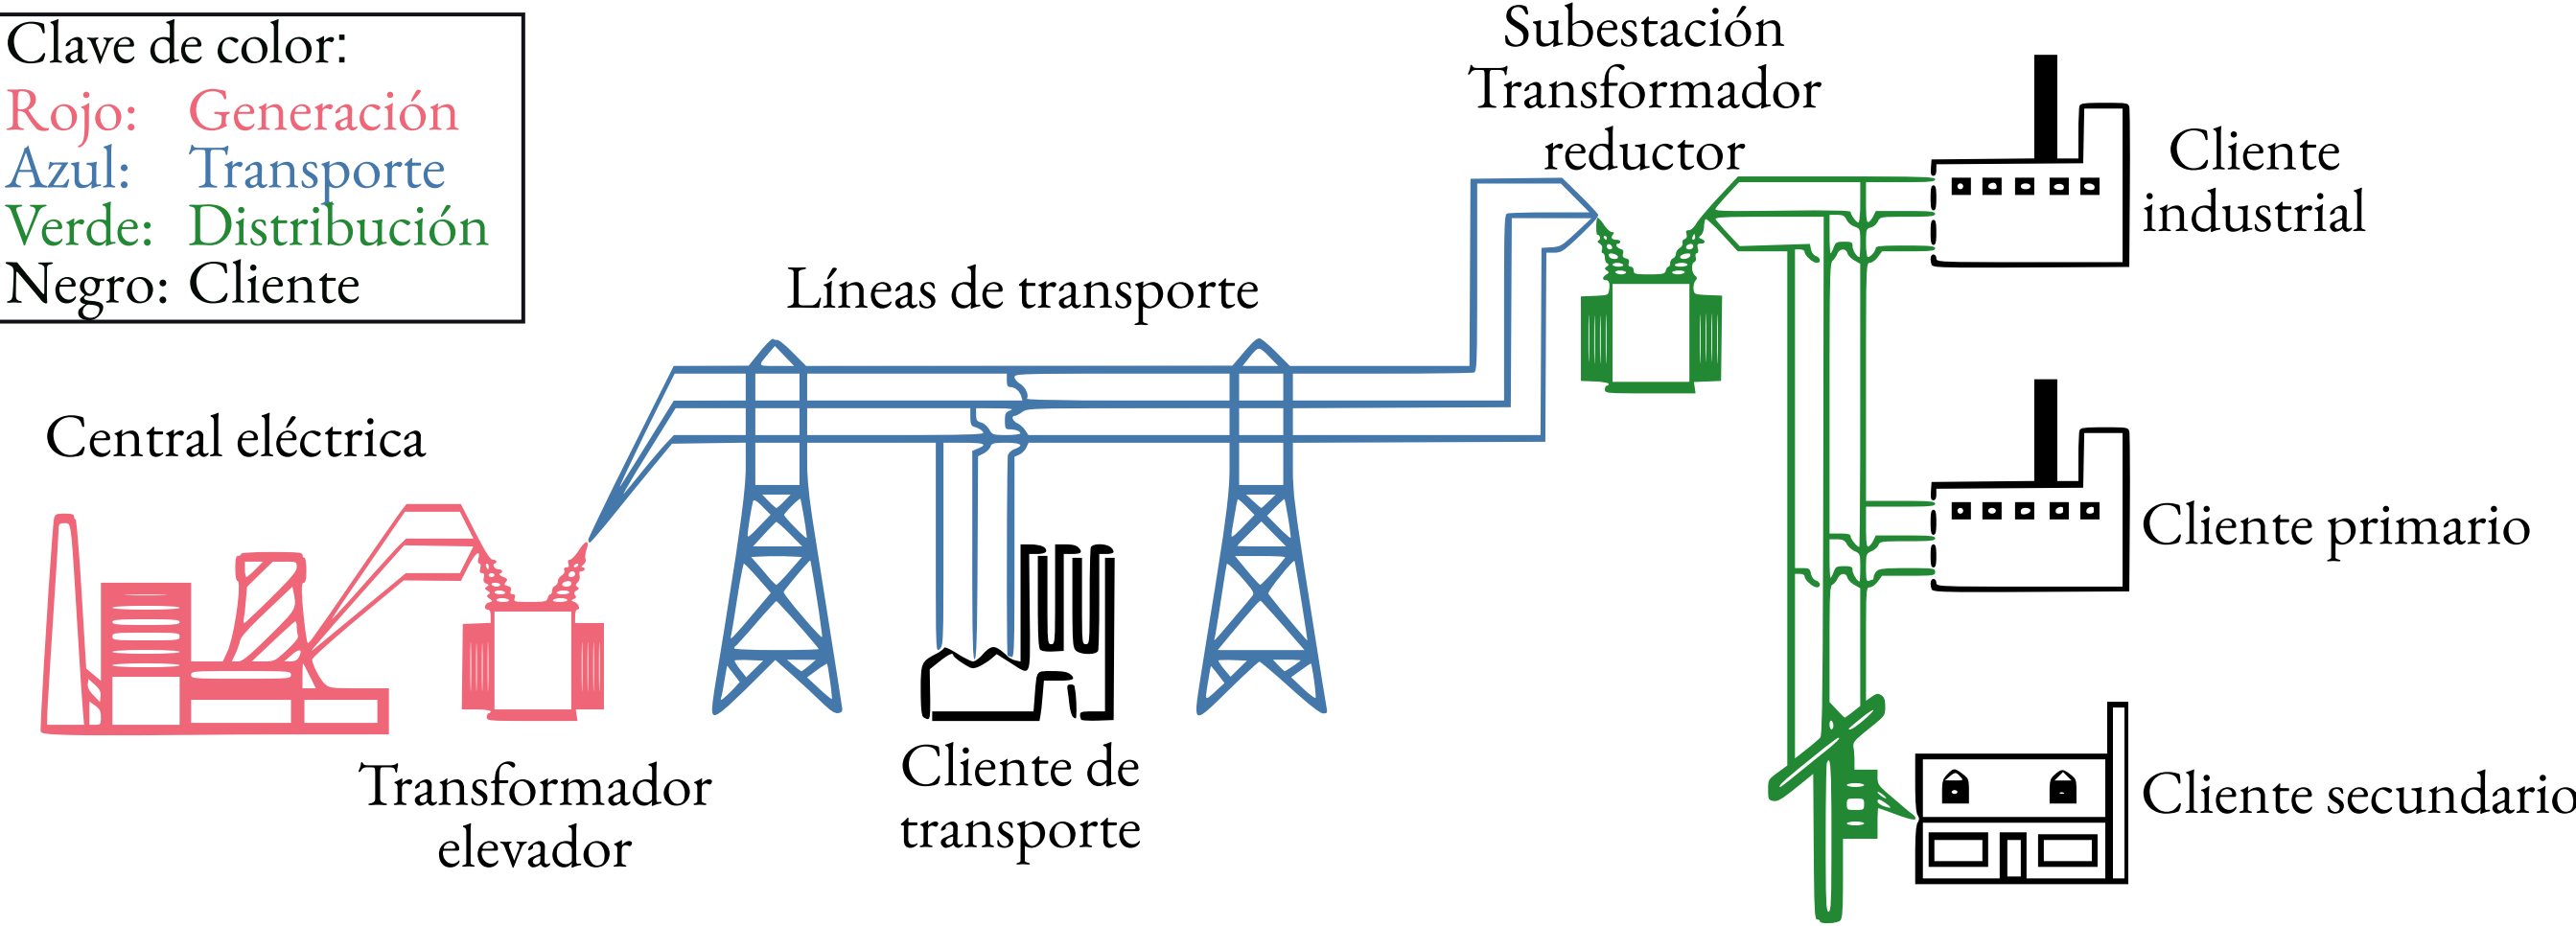 Clave de color:
Rojo: Generación
Azul: Transporte
Verde: Distribución
Negro: Cliente
Central eléctrica
Transformador
elevador
Líneas de transporte
Cliente de
transporte
Subestación
Transformador
reductor
Cliente
industrial
Cliente primario
Cliente secundario